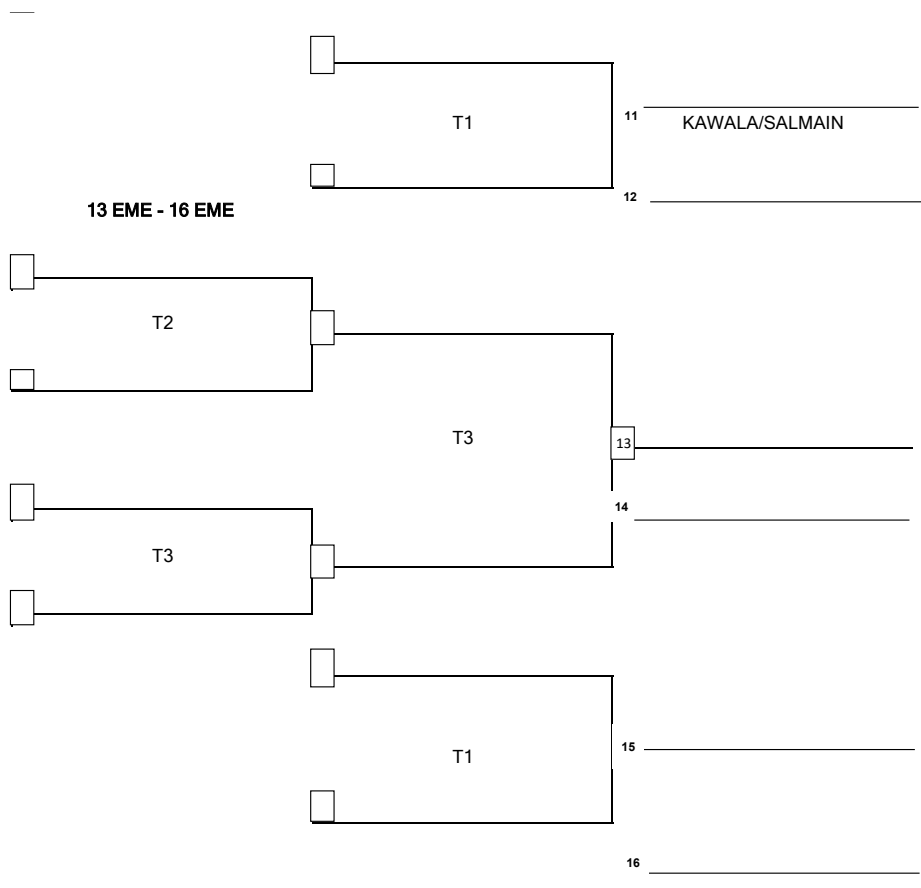 T1
11
KAWALA/SALMAIN
12
13 EME - 16 EME
T2
T3
13
14
T3
T1
15
16